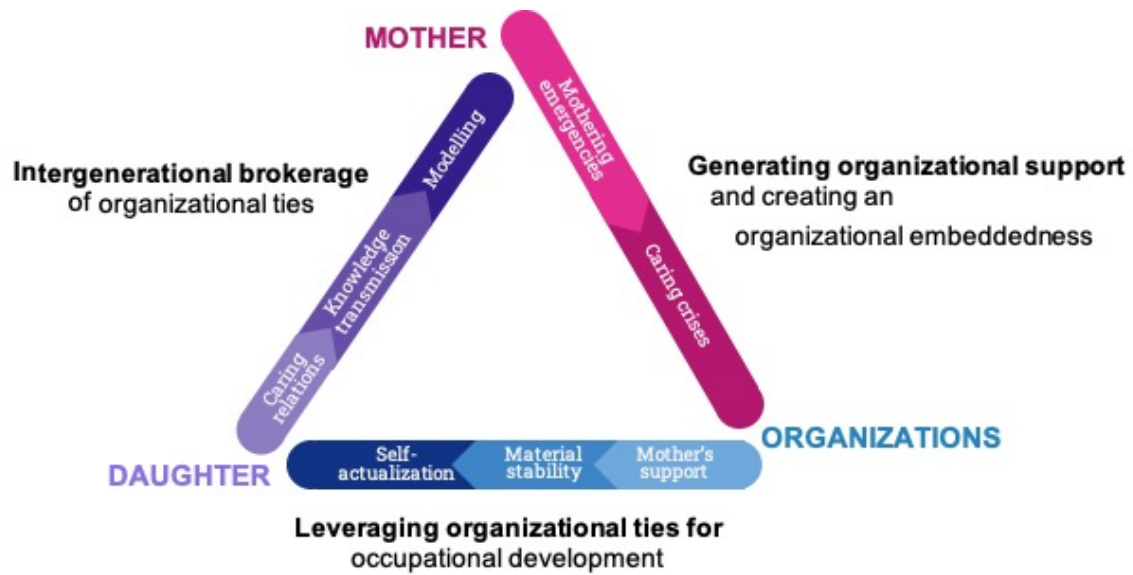 MOTHER
Mothering
emergencies
Caring crises
Modelling
Knowledge
transmission
Caring
relations
Intergenerational brokerage
of organizational ties
Generating organizational support
and creating an
organizational embeddedness
ORGANIZATIONS
DAUGHTER
Self-
actualization
Material
stability
Mother's
support
Leveraging organizational ties for
occupational development